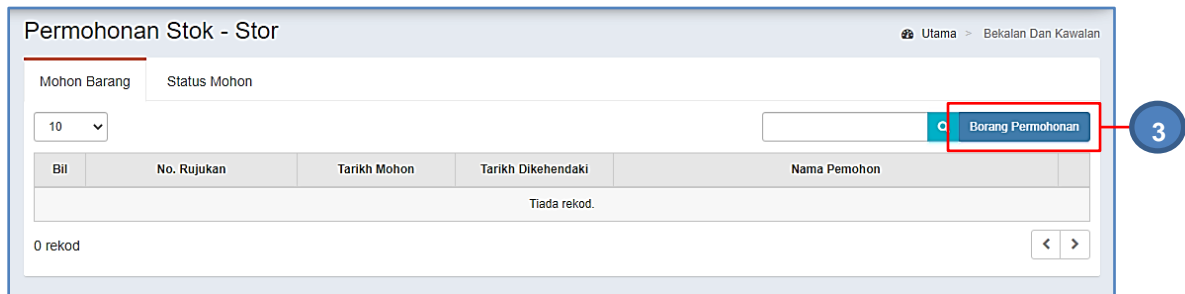 Permohonan Stok - Stor
Utama > Bekalan Dan Kawalan
Mohon Barang Status Mohon
10 Borang Permohonan
3
Bil No. Rujukan Tarikh Mohon Tarikh Dikehendaki Nama Pemohon
Tiada rekod.
0 rekod